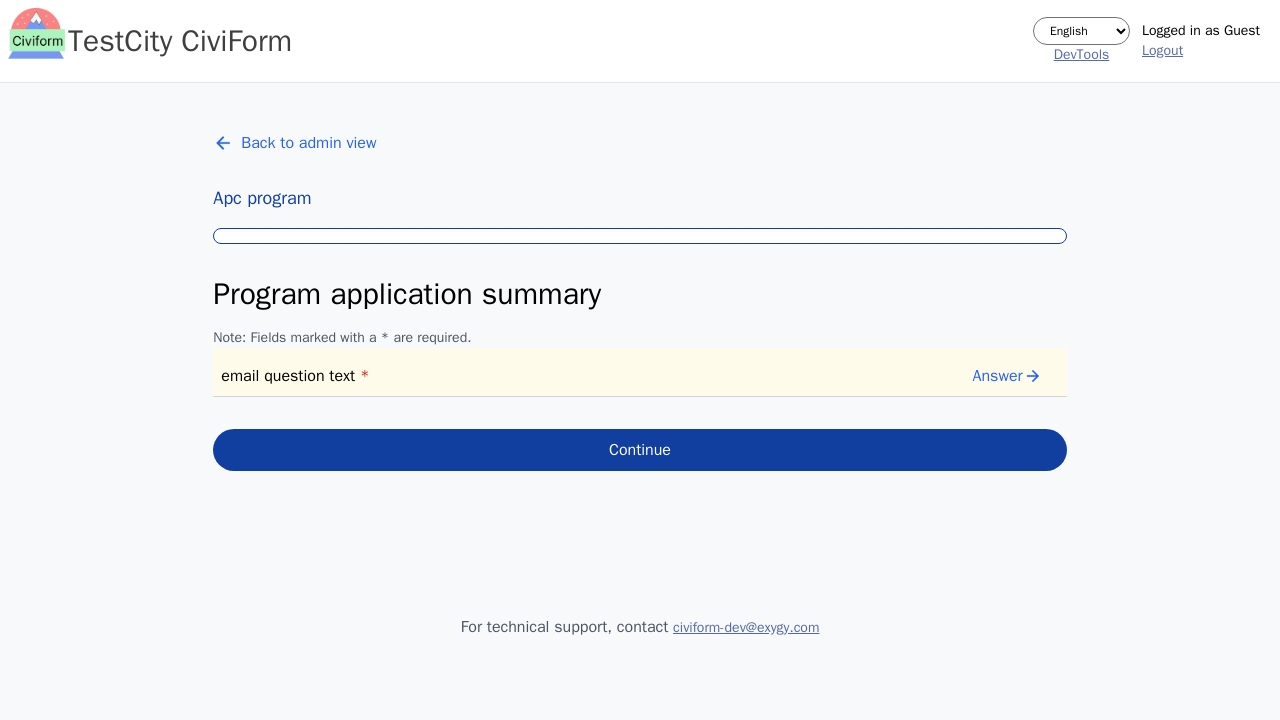 Civiform
TestCity CiviForm
English
DevTools
Logged in as Guest
Logout
Back to admin view
Apc program
Program application summary
Note: Fields marked with a * are required.
email question text *
Answer
Continue
For technical support, contact civiform-dev@exygy.com